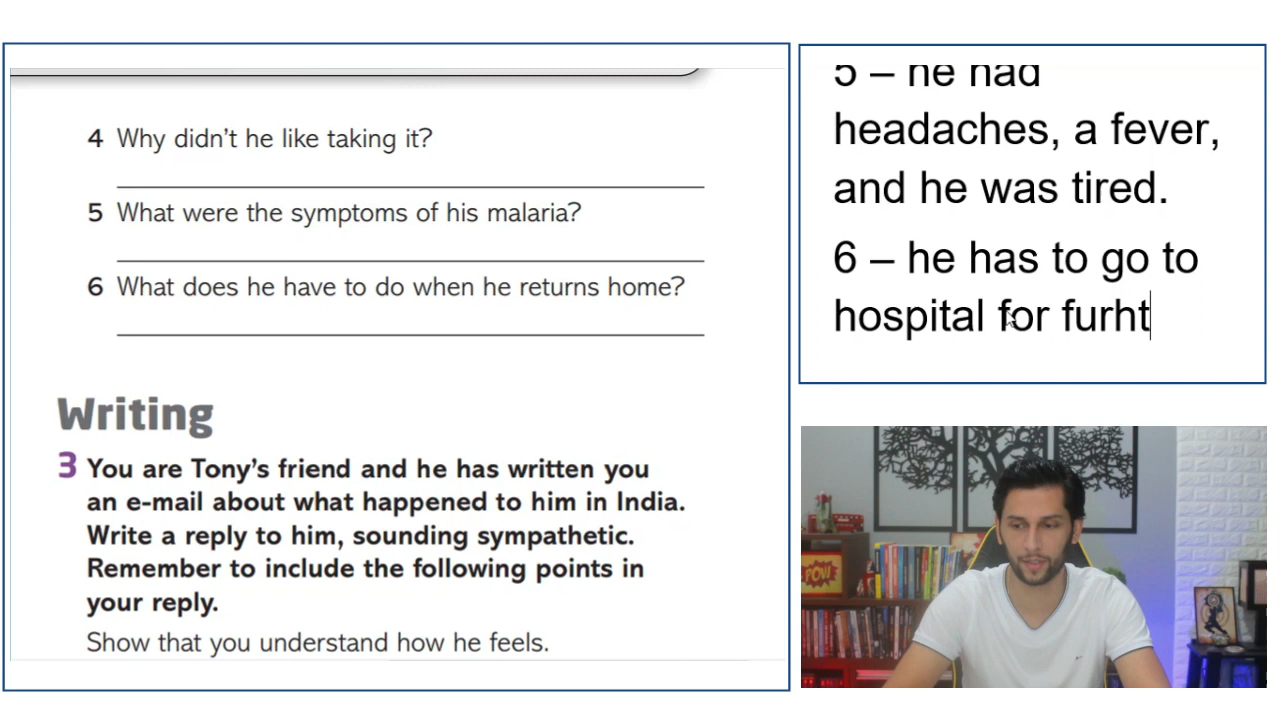 4 Why didn't he like taking it?
5 What were the symptoms of his malaria?
6 What does he have to do when he returns home?
Writing
3 You are Tony's friend and he has written you
an e-mail about what happened to him in India.
Write a reply to him, sounding sympathetic.
Remember to include the following points in
your reply.
Show that you understand how he feels.
5 – he had
headaches, a fever,
and he was tired.
6 – he has to go to
hospital for furht
POW!